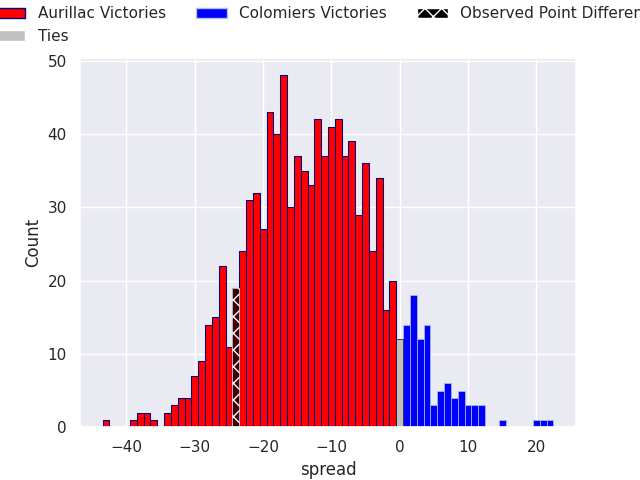 Aurillac Victories
Colomiers Victories
Observed Point Differen
Ties
50
40
30
20
10
0
Count
−40
−30
−20
−10
0
10
20
spread